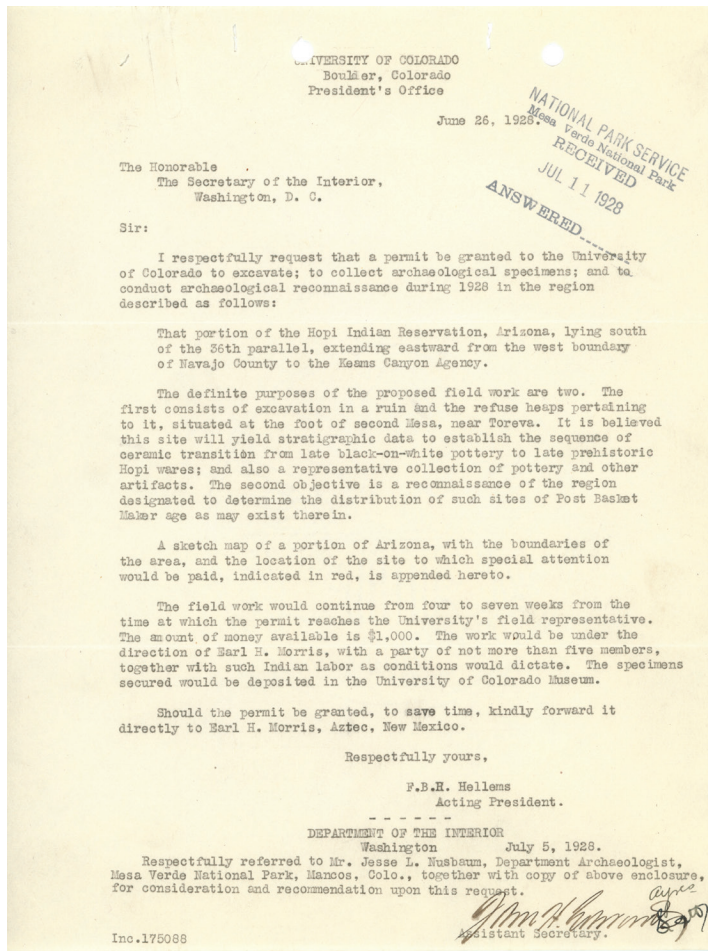 UNIVERSITY OF COLORADO
Boulder, Colorado
President's Office
June 26, 1928.
NATIONAL PARK SERVICE
Mesa Verde National Park
RECEIVED
JUL 11 1928
ANSWERED
The Honorable
The Secretary of the Interior,
Washington, D. C.
Sir:
I respectfully request that a permit be granted to the University
of Colorado to excavate; to collect archaeological specimens; and to
conduct archaeological reconnaissance during 1928 in the region
described as follows:
That portion of the Hopi Indian Reservation, Arizona, lying south
of the 36th parallel, extending eastward from the west boundary
of Navajo County to the Keams Canyon Agency.
The definite purposes of the proposed field work are two. The
first consists of excavation in a ruin and the refuse heaps pertaining
to it, situated at the foot of second Mesa, near Toreva. It is believed
this site will yield stratigraphic data to establish the sequence of
ceramic transition from late black-on-white pottery to late prehistoric
Hopi wares; and also a representative collection of pottery and other
artifacts. The second objective is a reconnaissance of the region
designated to determine the distribution of such sites of Post Basket
Maker age as may exist therein.
A sketch map of a portion of Arizona, with the boundaries of
the area, and the location of the site to which special attention
would be paid, indicated in red, is appended hereto.
The field work would continue from four to seven weeks from the
time at which the permit reaches the University's field representative.
The amount of money available is $1,000. The work would be under the
direction of Earl H. Morris, with a party of not more than five members,
together with such Indian labor as conditions would dictate. The specimens
secured would be deposited in the University of Colorado Museum.
Should the permit be granted, to save time, kindly forward it
directly to Earl H. Morris, Aztec, New Mexico.
Respectfully yours,
F.B.R. Hellems
Acting President.
- - - - - -
DEPARTMENT OF THE INTERIOR
Washington July 5, 1928.
Respectfully referred to Mr. Jesse L. Nusbaum, Department Archaeologist,
Mesa Verde National Park, Mancos, Colo., together with copy of above enclosure,
for consideration and recommendation upon this request.
Assistant Secretary.
Inc.175088